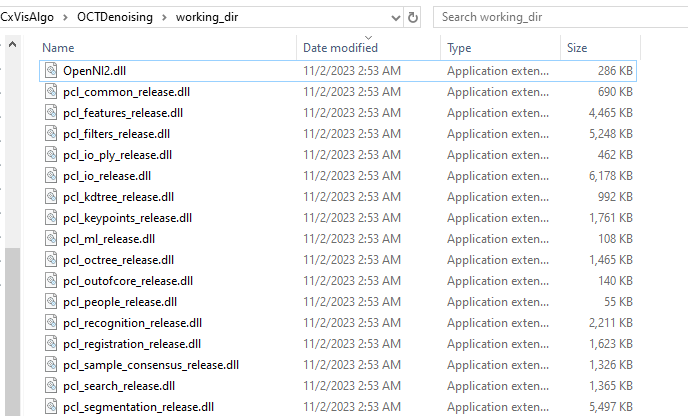 CxVisAlgo > OCTDenoising > working_dir Search working_dir
Name Date modified Type Size
OpenNI2.dll 11/2/2023 2:53 AM Application exten... 286 KB
pcl_common_release.dll 11/2/2023 2:53 AM Application exten... 690 KB
pcl_features_release.dll 11/2/2023 2:53 AM Application exten... 4,465 KB
pcl_filters_release.dll 11/2/2023 2:53 AM Application exten... 5,248 KB
pcl_io_ply_release.dll 11/2/2023 2:53 AM Application exten... 462 KB
pcl_io_release.dll 11/2/2023 2:53 AM Application exten... 6,178 KB
pcl_kdtree_release.dll 11/2/2023 2:53 AM Application exten... 992 KB
pcl_keypoints_release.dll 11/2/2023 2:53 AM Application exten... 1,761 KB
pcl_ml_release.dll 11/2/2023 2:53 AM Application exten... 108 KB
pcl_octree_release.dll 11/2/2023 2:53 AM Application exten... 1,465 KB
pcl_outofcore_release.dll 11/2/2023 2:53 AM Application exten... 140 KB
pcl_people_release.dll 11/2/2023 2:53 AM Application exten... 55 KB
pcl_recognition_release.dll 11/2/2023 2:53 AM Application exten... 2,211 KB
pcl_registration_release.dll 11/2/2023 2:53 AM Application exten... 1,623 KB
pcl_sample_consensus_release.dll 11/2/2023 2:53 AM Application exten... 1,326 KB
pcl_search_release.dll 11/2/2023 2:53 AM Application exten... 1,365 KB
pcl_segmentation_release.dll 11/2/2023 2:53 AM Application exten... 5,497 KB